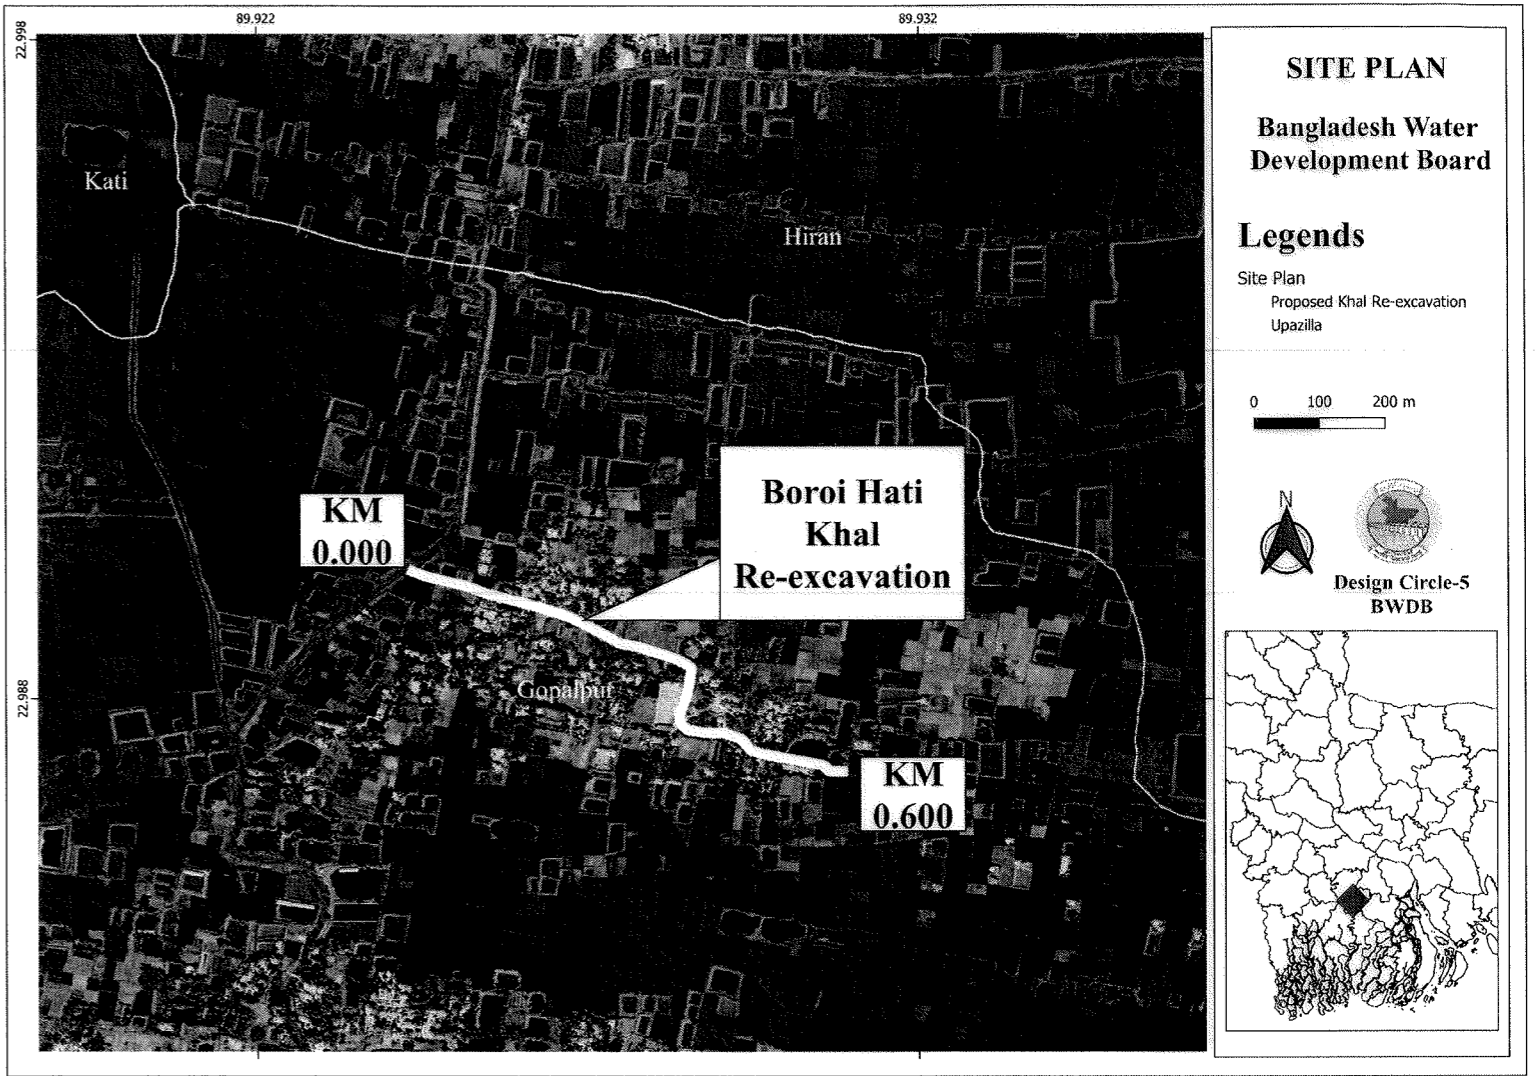 89.922
89.932
22.998
22.988
Kati
Hiran
KM
0.000
Boroi Hati
Khal
Re-excavation
Gopalpur
KM
0.600
SITE PLAN
Bangladesh Water
Development Board
Legends
Site Plan
Proposed Khal Re-excavation
Upazilla
0 100 200 m
N
Design Circle-5
BWDB